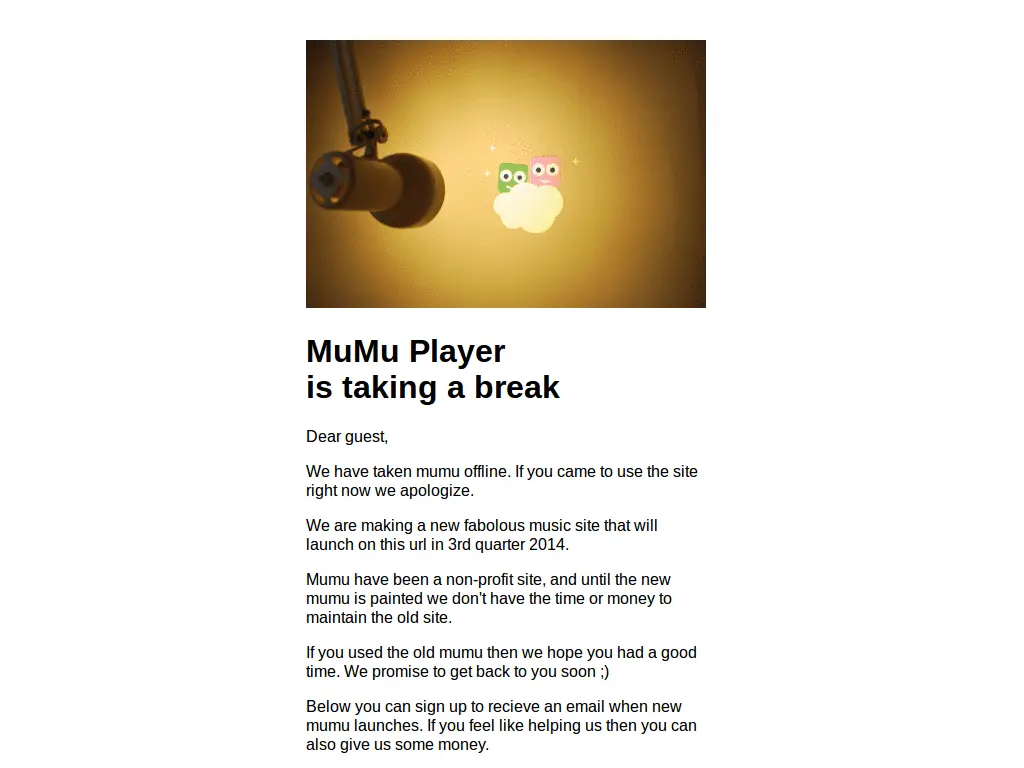 MuMu Player
is taking a break
Dear guest,
We have taken mumu offline. If you came to use the site
right now we apologize.
We are making a new fabolous music site that will
launch on this url in 3rd quarter 2014.
Mumu have been a non-profit site, and until the new
mumu is painted we don't have the time or money to
maintain the old site.
If you used the old mumu then we hope you had a good
time. We promise to get back to you soon ;)
Below you can sign up to recieve an email when new
mumu launches. If you feel like helping us then you can
also give us some money.